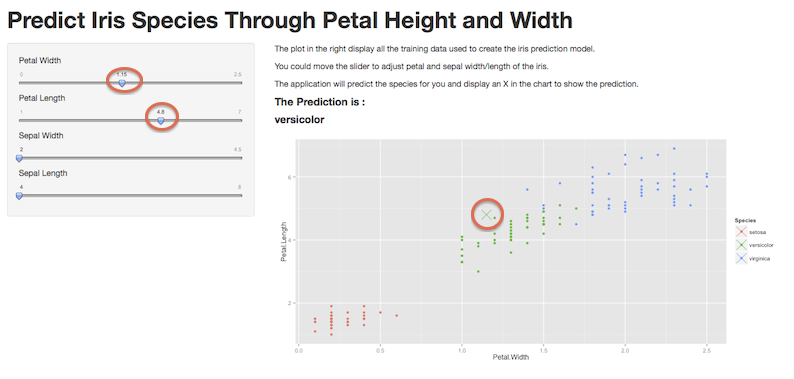 Predict Iris Species Through Petal Height and Width
Petal Width
0 1.15 2.5
Petal Length
1 4.8 7
Sepal Width
2 4.5
Sepal Length
4 8
The plot in the right display all the training data used to create the iris prediction model.
You could move the slider to adjust petal and sepal width/length of the iris.
The application will predict the species for you and display an X in the chart to show the prediction.
The Prediction is :
versicolor
Petal.Length
6
4
2
0.0 0.5 1.0 1.5 2.0 2.5
Petal.Width
Species
setosa
versicolor
virginica